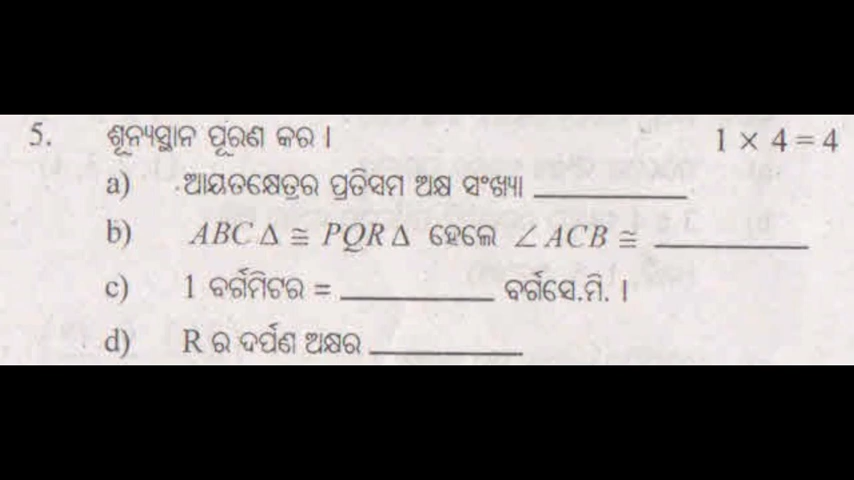 5. ଶୂନ୍ୟସ୍ଥାନ ପୂରଣ କର । 1 × 4 = 4
a) ଆୟତକ୍ଷେତ୍ରର ପ୍ରତିସମ ଅକ୍ଷ ସଂଖ୍ୟା ________
b) ABC Δ ≅ PQR Δ ହେଲେ ∠ ACB ≅ ________
c) 1 ବର୍ଗମିଟର = ________ ବର୍ଗସେ.ମି. ।
d) R ର ଦର୍ପଣ ଅକ୍ଷର ________